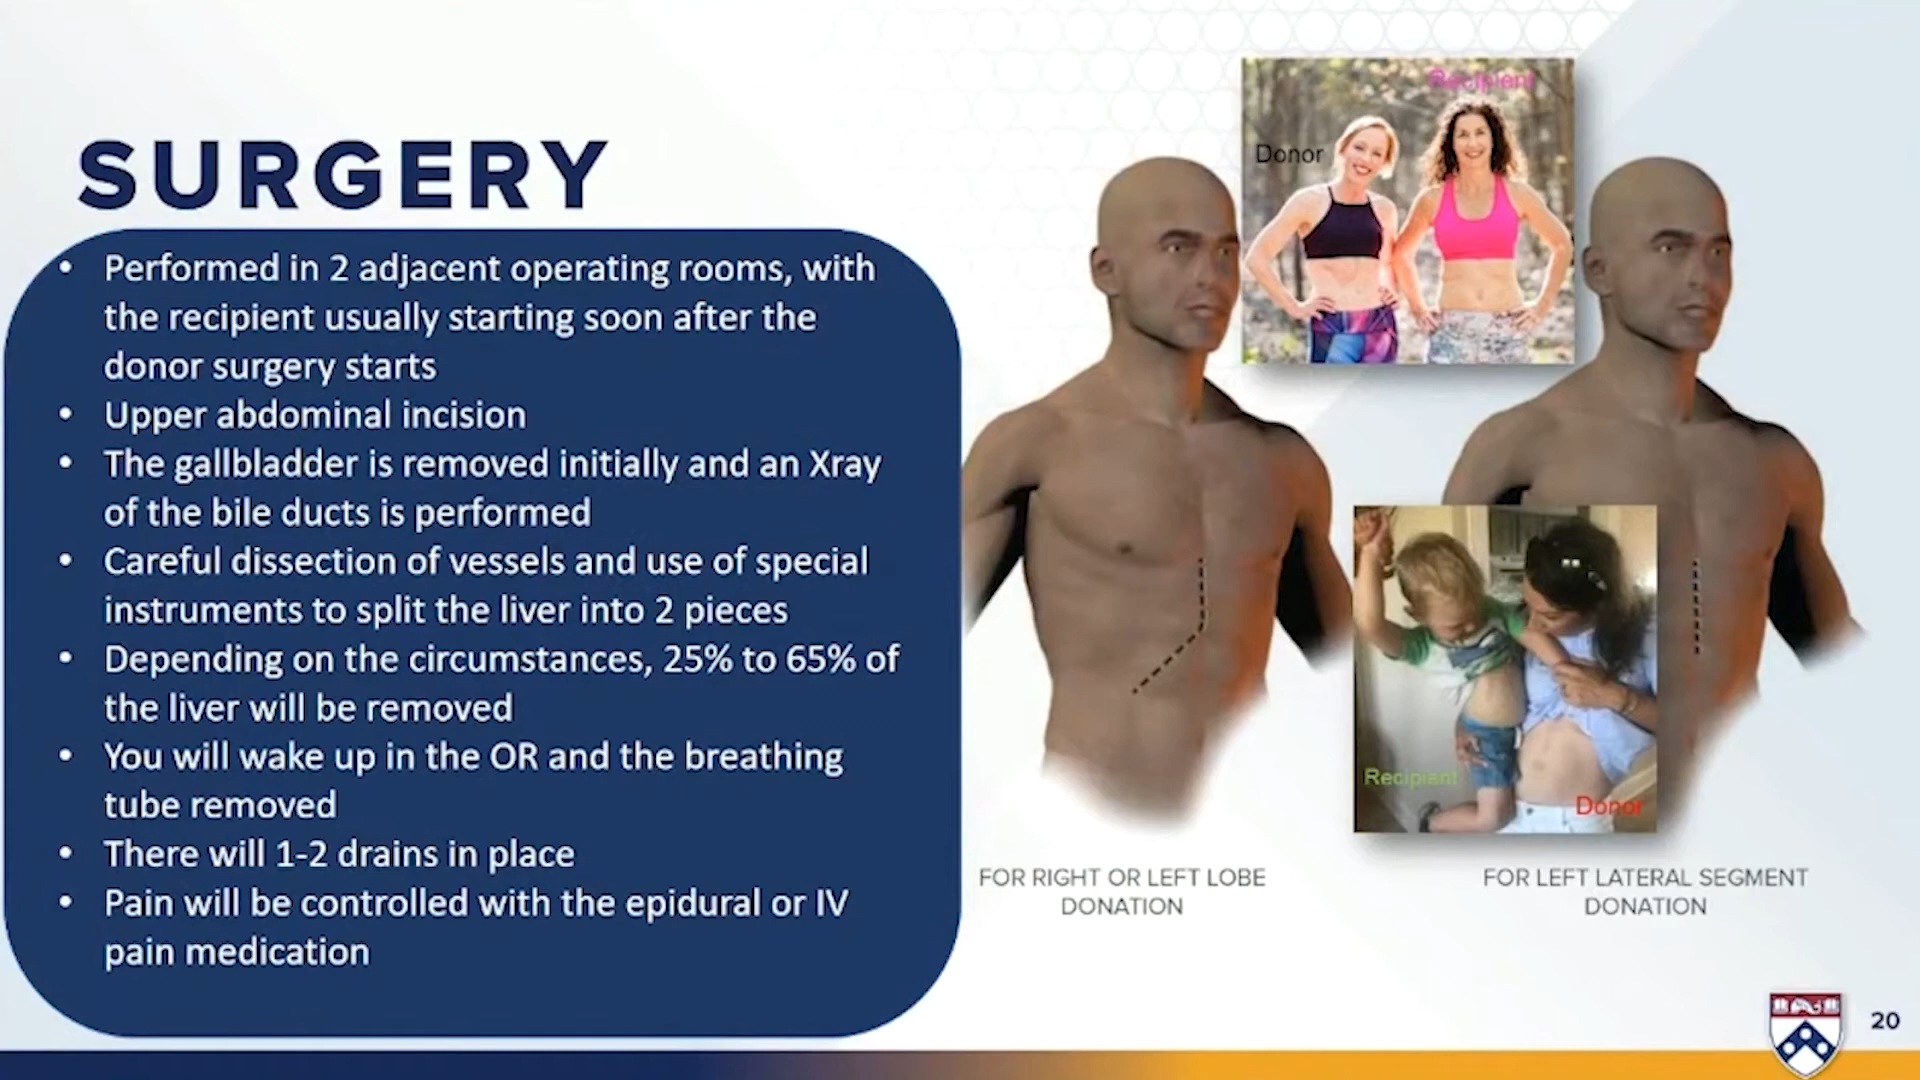 SURGERY
• Performed in 2 adjacent operating rooms, with
the recipient usually starting soon after the
donor surgery starts
• Upper abdominal incision
• The gallbladder is removed initially and an Xray
of the bile ducts is performed
• Careful dissection of vessels and use of special
instruments to split the liver into 2 pieces
• Depending on the circumstances, 25% to 65% of
the liver will be removed
• You will wake up in the OR and the breathing
tube removed
• There will 1-2 drains in place
• Pain will be controlled with the epidural or IV
pain medication
Recipient
Donor
Recipient
Donor
FOR RIGHT OR LEFT LOBE
DONATION
FOR LEFT LATERAL SEGMENT
DONATION
20